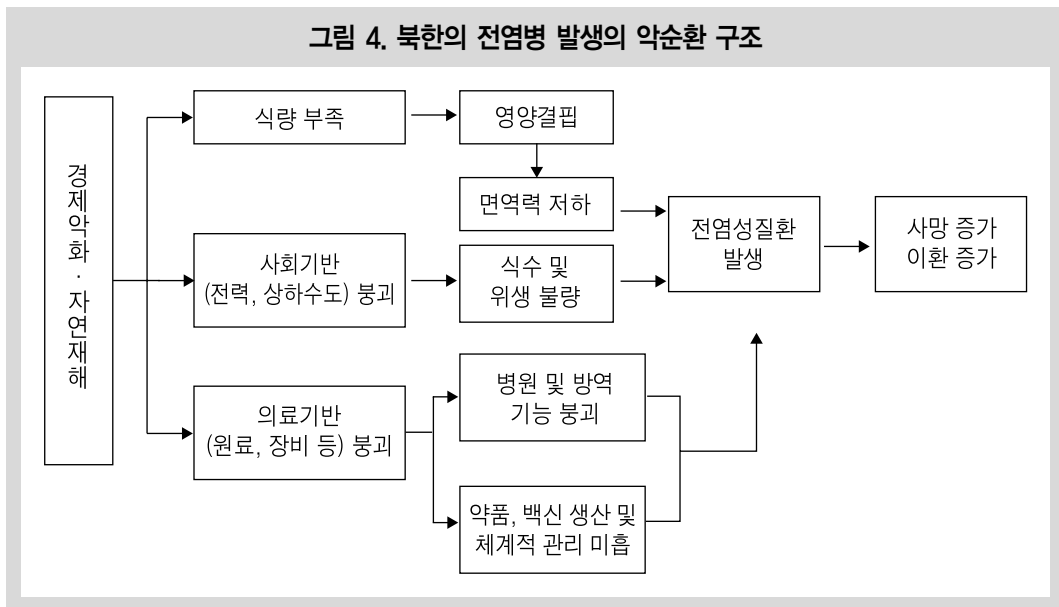 그림 4. 북한의 전염병 발생의 악순환 구조
경제악화 · 자연재해
식량 부족
영양결핍
면역력 저하
사회기반
(전력, 상하수도) 붕괴
식수 및
위생 불량
전염성질환
발생
사망 증가
이환 증가
의료기반
(원료, 장비 등) 붕괴
병원 및 방역
기능 붕괴
약품, 백신 생산 및
체계적 관리 미흡